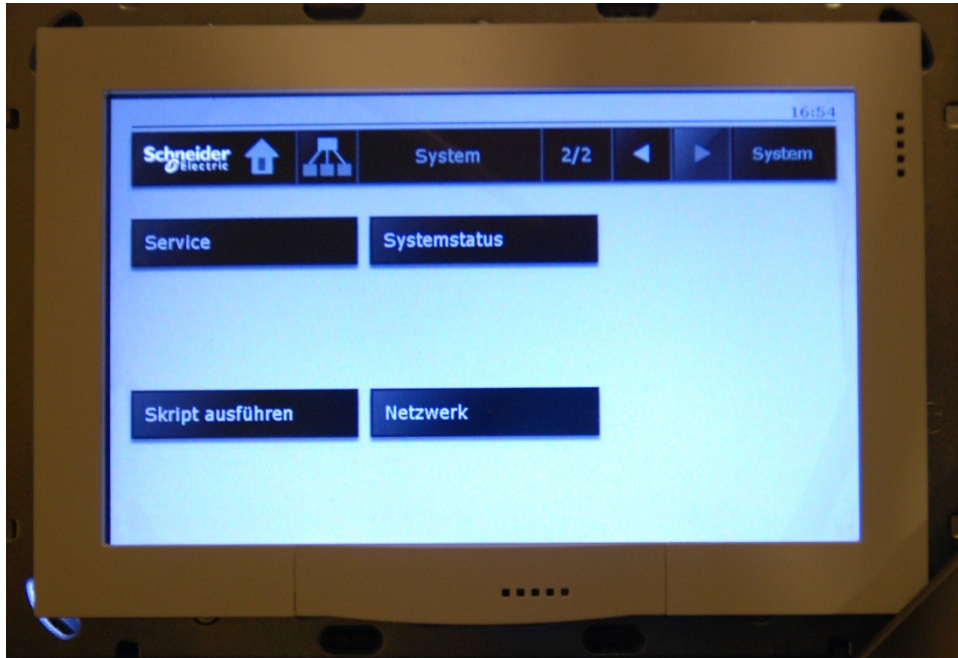 16:54
Schneider Electric System 2/2 System
Service Systemstatus
Skript ausführen Netzwerk